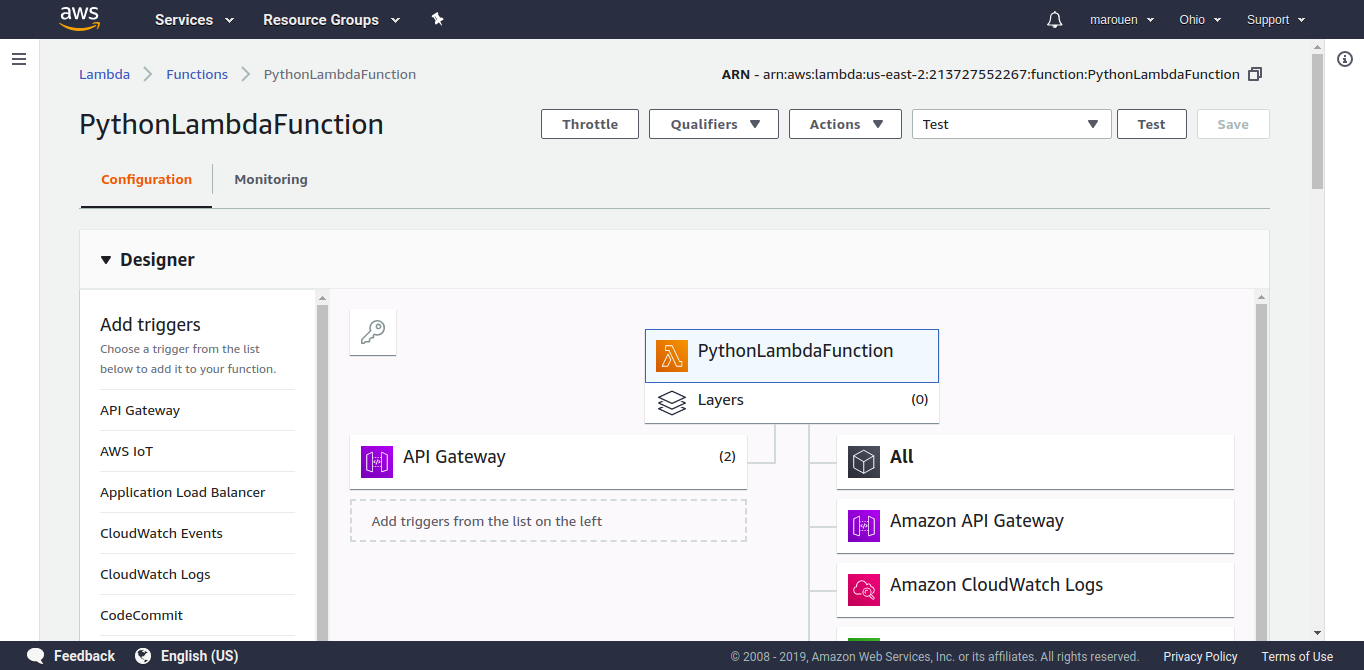 aws Services Resource Groups marouen Ohio Support
Lambda Functions PythonLambdaFunction ARN - arn:aws:lambda:us-east-2:213727552267:function:PythonLambdaFunction
PythonLambdaFunction Throttle Qualifiers Actions Test Test Save
Configuration Monitoring
Designer
Add triggers
Choose a trigger from the list
below to add it to your function.
API Gateway
AWS IoT
Application Load Balancer
CloudWatch Events
CloudWatch Logs
CodeCommit
PythonLambdaFunction
Layers (0)
API Gateway (2)
Add triggers from the list on the left
All
Amazon API Gateway
Amazon CloudWatch Logs
Feedback English (US) © 2008 - 2019, Amazon Web Services, Inc. or its affiliates. All rights reserved. Privacy Policy Terms of Use